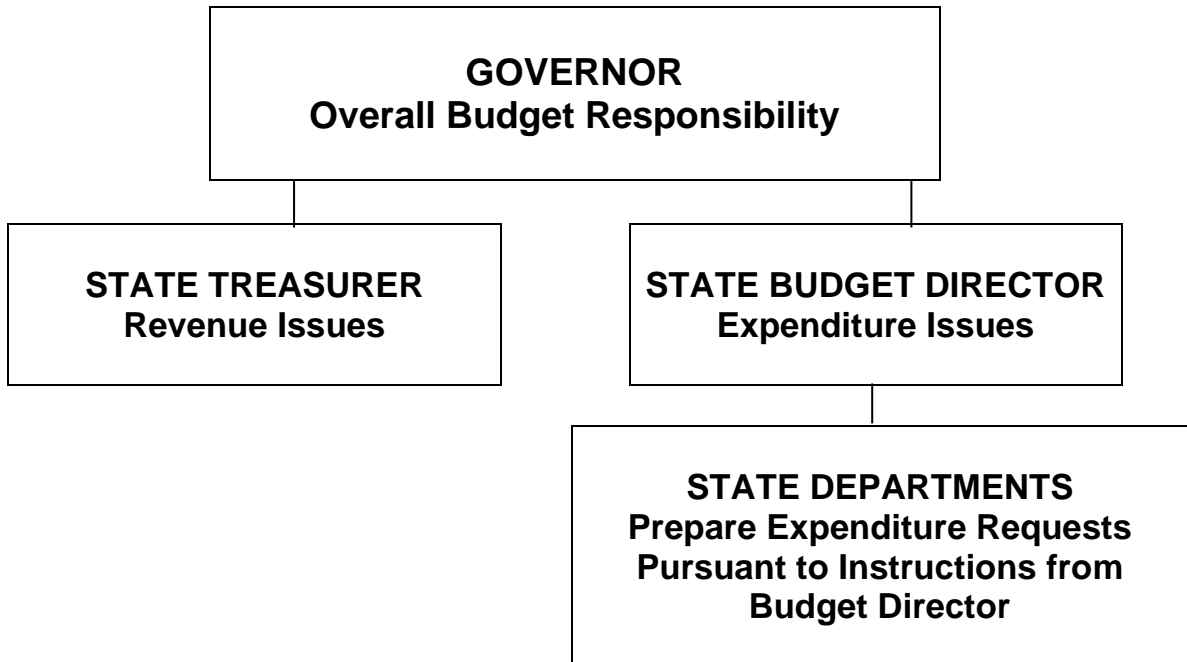 GOVERNOR
Overall Budget Responsibility
STATE TREASURER
Revenue Issues
STATE BUDGET DIRECTOR
Expenditure Issues
STATE DEPARTMENTS
Prepare Expenditure Requests
Pursuant to Instructions from
Budget Director